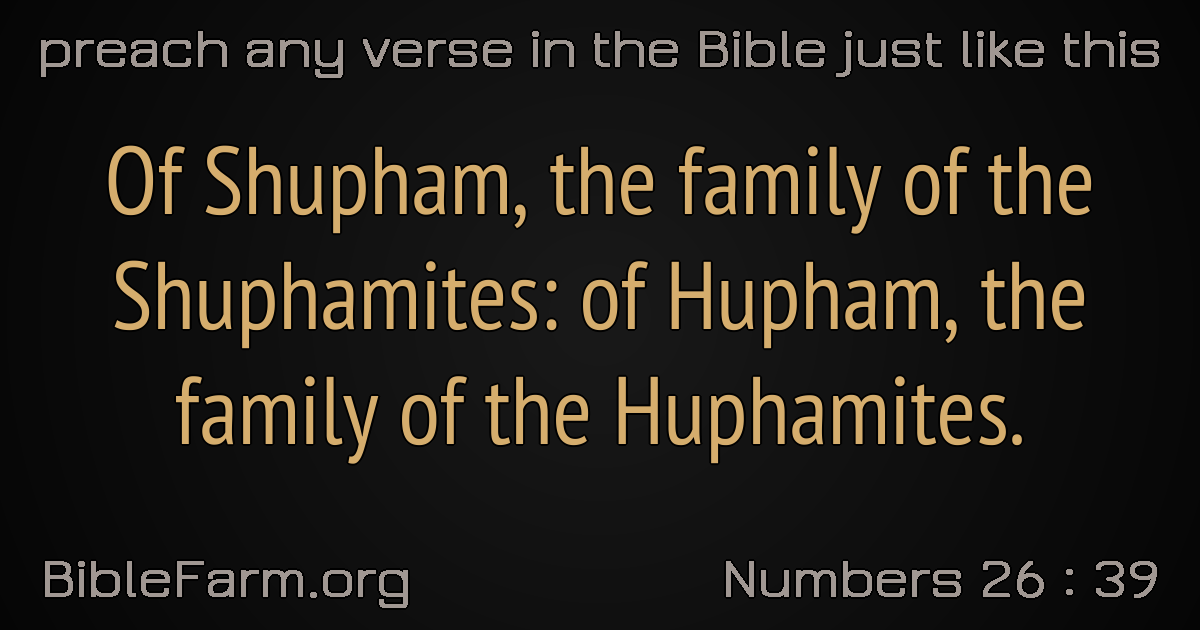 preach any verse in the Bible just like this
Of Shupham, the family of the
Shuphamites: of Hupham, the
family of the Huphamites.
BibleFarm.org
Numbers 26 : 39